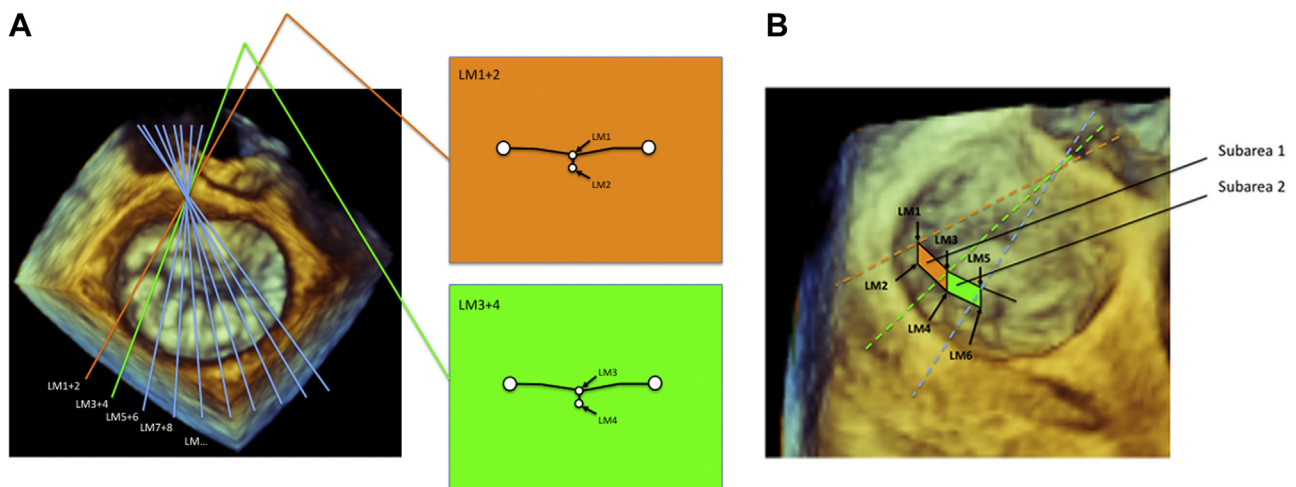 A
LM1+2
LM3+4
LM5+6
LM7+8
LM...
LM1+2
LM1
LM2
LM3+4
LM3
LM4
B
Subarea 1
Subarea 2
LM1
LM3
LM5
LM2
LM4
LM6